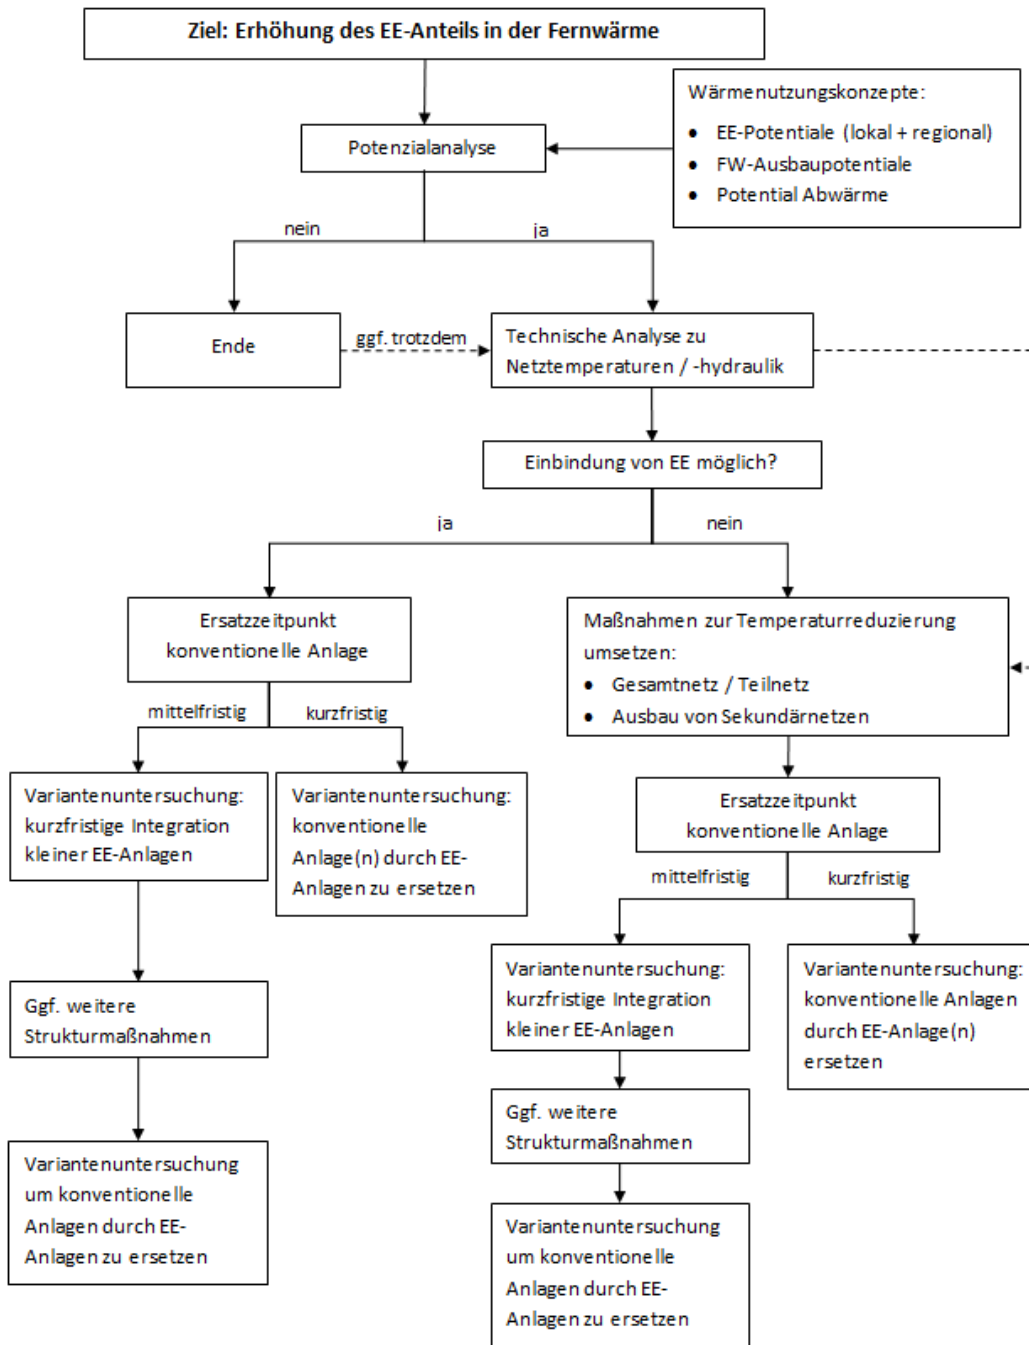 Ziel: Erhöhung des EE-Anteils in der Fernwärme
Wärmenutzungskonzepte:
• EE-Potentiale (lokal + regional)
• FW-Ausbaupotentiale
• Potential Abwärme
Potenzialanalyse
nein
ja
Ende
ggf. trotzdem
Technische Analyse zu
Netztemperaturen / -hydraulik
Einbindung von EE möglich?
ja
nein
Ersatzzeitpunkt
konventionelle Anlage
Maßnahmen zur Temperaturreduzierung
umsetzen:
• Gesamtnetz / Teilnetz
• Ausbau von Sekundärnetzen
mittelfristig
kurzfristig
Variantenuntersuchung:
kurzfristige Integration
kleiner EE-Anlagen
Variantenuntersuchung:
konventionelle
Anlage(n) durch EE-
Anlagen zu ersetzen
Ersatzzeitpunkt
konventionelle Anlage
mittelfristig
kurzfristig
Variantenuntersuchung:
kurzfristige Integration
kleiner EE-Anlagen
Variantenuntersuchung:
konventionelle Anlagen
durch EE-Anlage(n)
ersetzen
Ggf. weitere
Strukturmaßnahmen
Ggf. weitere
Strukturmaßnahmen
Variantenuntersuchung
um konventionelle
Anlagen durch EE-
Anlagen zu ersetzen
Variantenuntersuchung
um konventionelle
Anlagen durch EE-
Anlagen zu ersetzen